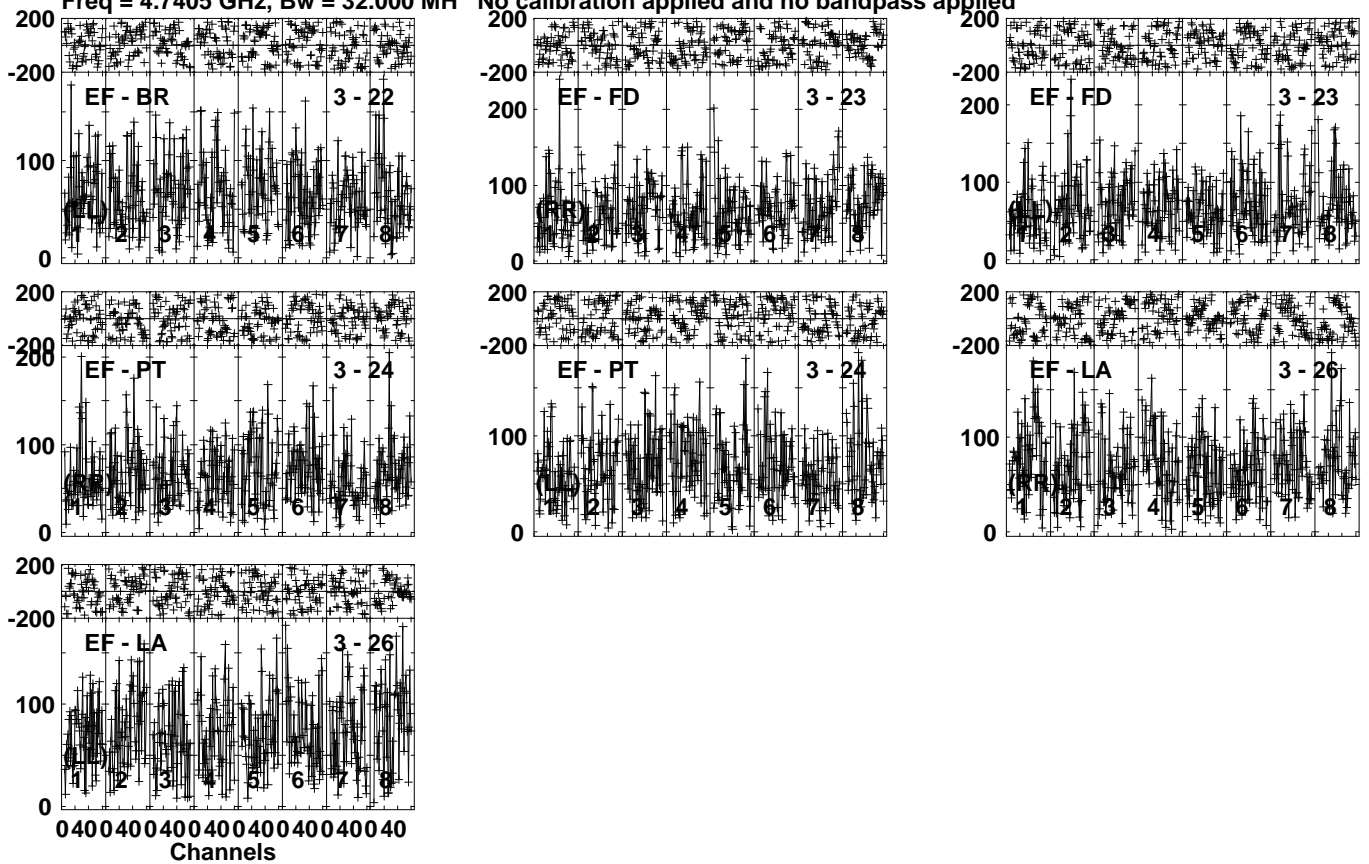 Freq = 4.7405 GHz, Bw = 32.000 MH No calibration applied and no bandpass applied
200
-200
EF - BR 3 - 22
100
(LL)
1 2 3 4 5 6 7 8
0
200
-200
EF - FD 3 - 23
200
100
(RR)
1 2 3 4 5 6 7 8
0
200
-200
EF - FD 3 - 23
200
100
(LL)
1 2 3 4 5 6 7 8
0
200
-200
200
EF - PT 3 - 24
100
(RR)
1 2 3 4 5 6 7 8
0
200
-200
EF - PT 3 - 24
100
(LL)
1 2 3 4 5 6 7 8
0
200
-200
EF - LA 3 - 26
100
(RR)
1 2 3 4 5 6 7 8
0
200
-200
EF - LA 3 - 26
100
(LL)
1 2 3 4 5 6 7 8
0
0 40 0 40 0 40 0 40 0 40 0 40 0 40 0 40
Channels